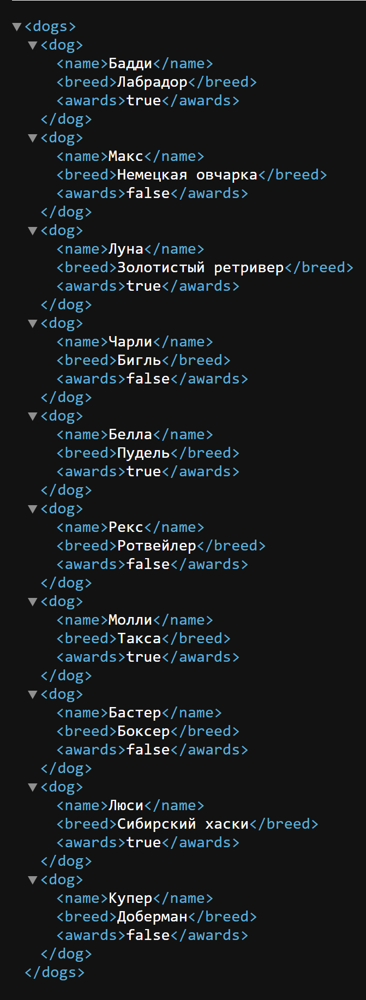 <dogs>
<dog>
<name>Бадди</name>
<breed>Лабрадор</breed>
<awards>true</awards>
</dog>
<dog>
<name>Макс</name>
<breed>Немецкая овчарка</breed>
<awards>false</awards>
</dog>
<dog>
<name>Луна</name>
<breed>Золотистый ретривер</breed>
<awards>true</awards>
</dog>
<dog>
<name>Чарли</name>
<breed>Бигль</breed>
<awards>false</awards>
</dog>
<dog>
<name>Белла</name>
<breed>Пудель</breed>
<awards>true</awards>
</dog>
<dog>
<name>Рекс</name>
<breed>Ротвейлер</breed>
<awards>false</awards>
</dog>
<dog>
<name>Молли</name>
<breed>Такса</breed>
<awards>true</awards>
</dog>
<dog>
<name>Бастер</name>
<breed>Боксер</breed>
<awards>false</awards>
</dog>
<dog>
<name>Люси</name>
<breed>Сибирский хаски</breed>
<awards>true</awards>
</dog>
<dog>
<name>Купер</name>
<breed>Доберман</breed>
<awards>false</awards>
</dog>
</dogs>